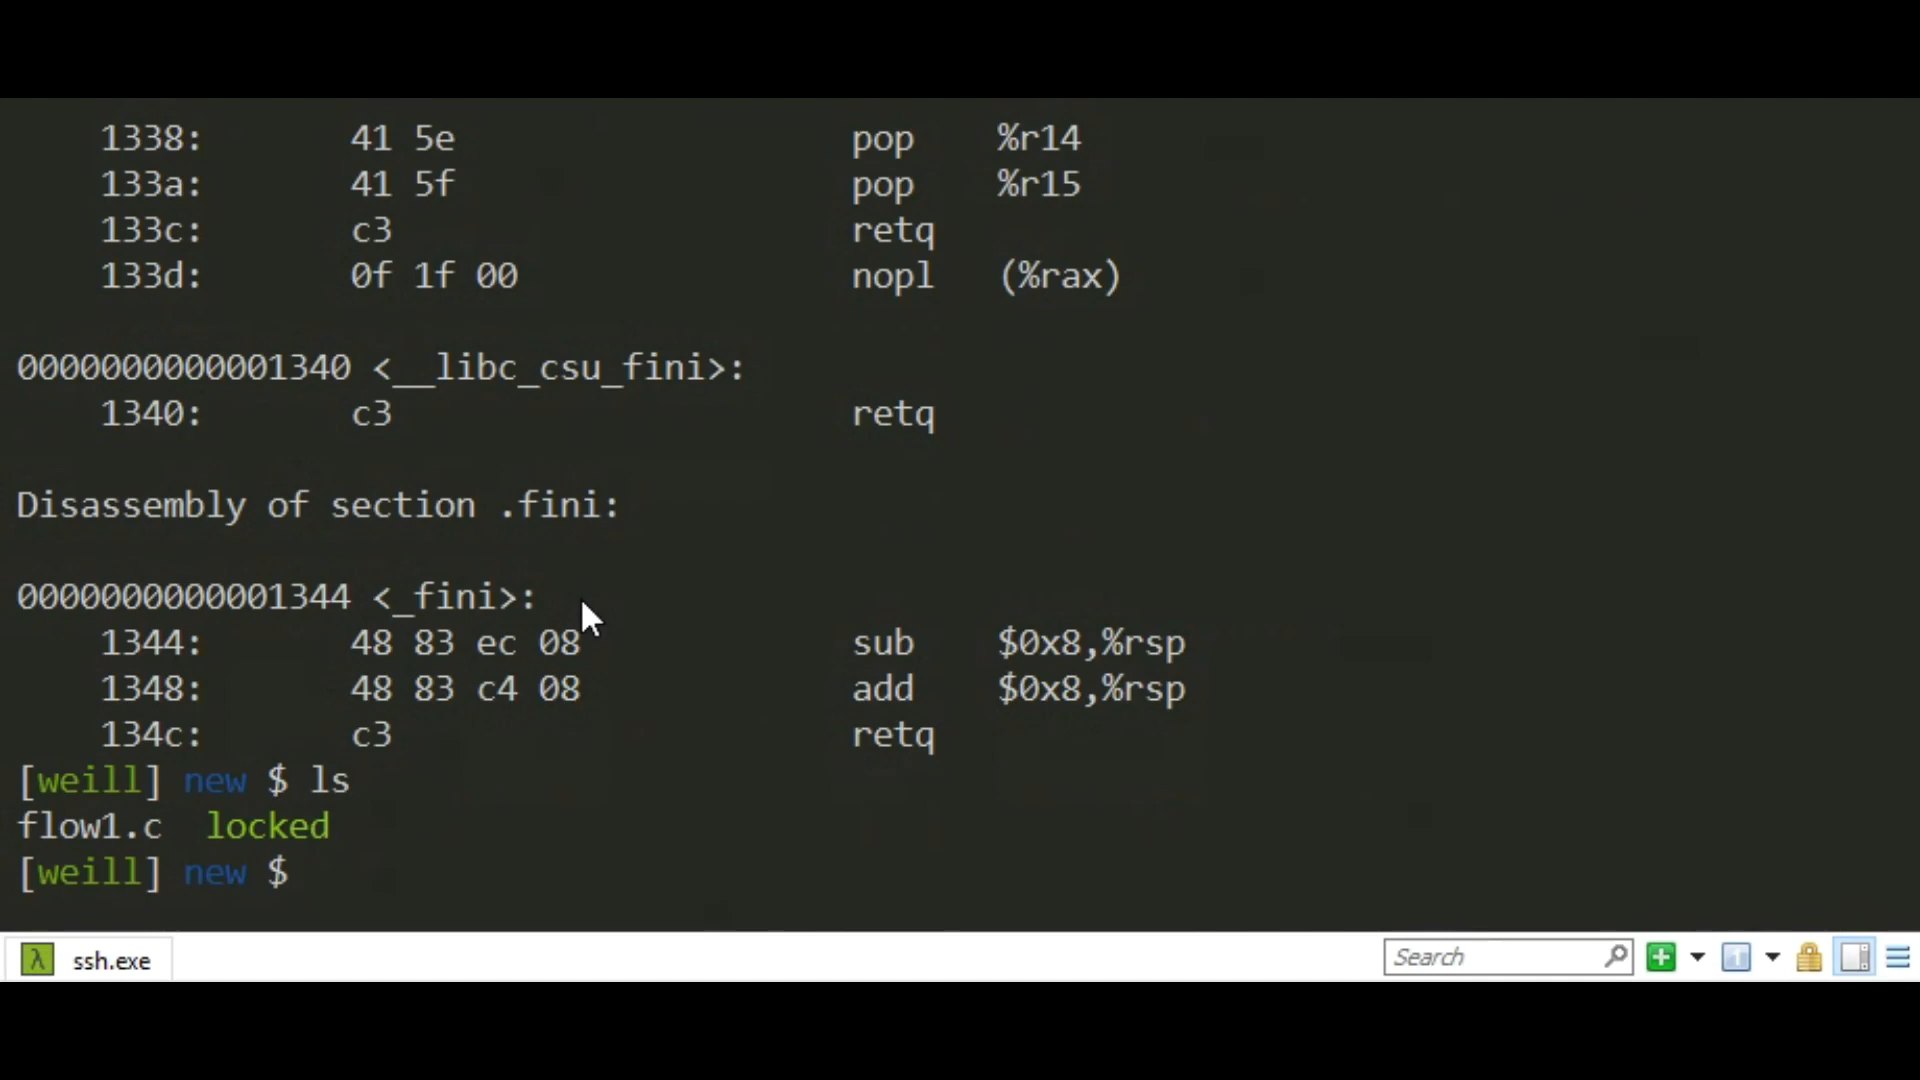 1338: 41 5e pop %r14
133a: 41 5f pop %r15
133c: c3 retq
133d: 0f 1f 00 nopl (%rax)
0000000000001340 <__libc_csu_fini>:
1340: c3 retq
Disassembly of section .fini:
0000000000001344 <_fini>:
1344: 48 83 ec 08 sub $0x8,%rsp
1348: 48 83 c4 08 add $0x8,%rsp
134c: c3 retq
[weill] new $ ls
flow1.c locked
[weill] new $
λ ssh.exe Search 1